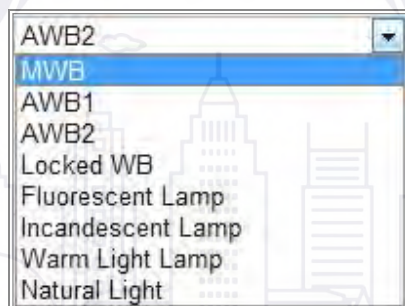 AWB2
MWB
AWB1
AWB2
Locked WB
Fluorescent Lamp
Incandescent Lamp
Warm Light Lamp
Natural Light